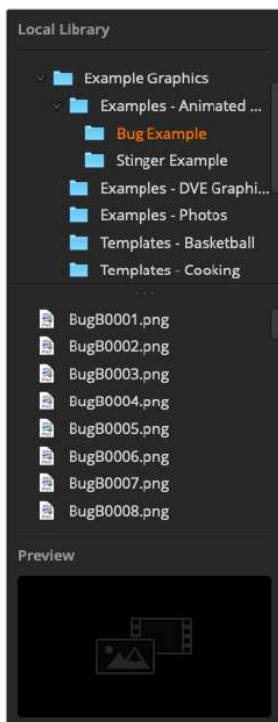 Local Library
Example Graphics
Examples - Animated ...
Bug Example
Stinger Example
Examples - DVE Graphi...
Examples - Photos
Templates - Basketball
Templates - Cooking
BugB0001.png
BugB0002.png
BugB0003.png
BugB0004.png
BugB0005.png
BugB0006.png
BugB0007.png
BugB0008.png
Preview